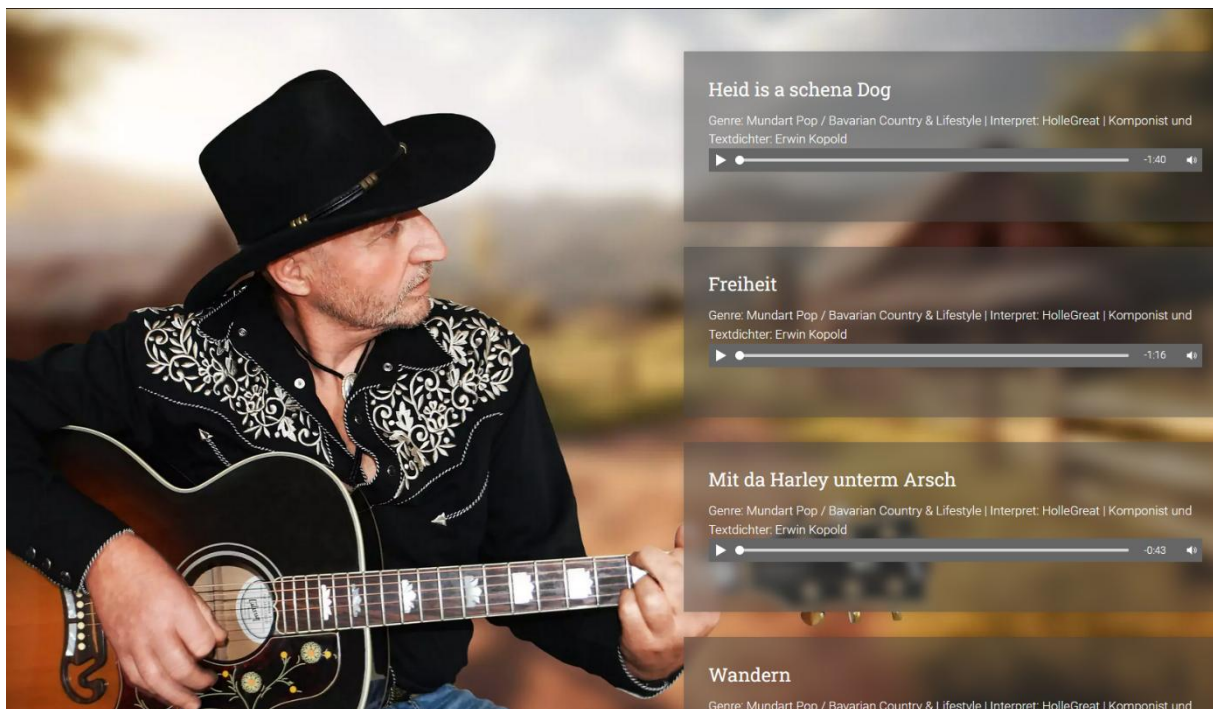 Heid is a schena Dog
Genre: Mundart Pop / Bavarian Country & Lifestyle | Interpret: HolleGreat | Komponist und
Textdichter: Erwin Kopold
-1:40
Freiheit
Genre: Mundart Pop / Bavarian Country & Lifestyle | Interpret: HolleGreat | Komponist und
Textdichter: Erwin Kopold
-1:16
Mit da Harley unterm Arsch
Genre: Mundart Pop / Bavarian Country & Lifestyle | Interpret: HolleGreat | Komponist und
Textdichter: Erwin Kopold
-0:43
Wandern
Genre: Mundart Pop / Bavarian Country & Lifestyle | Interpret: HolleGreat | Komponist und